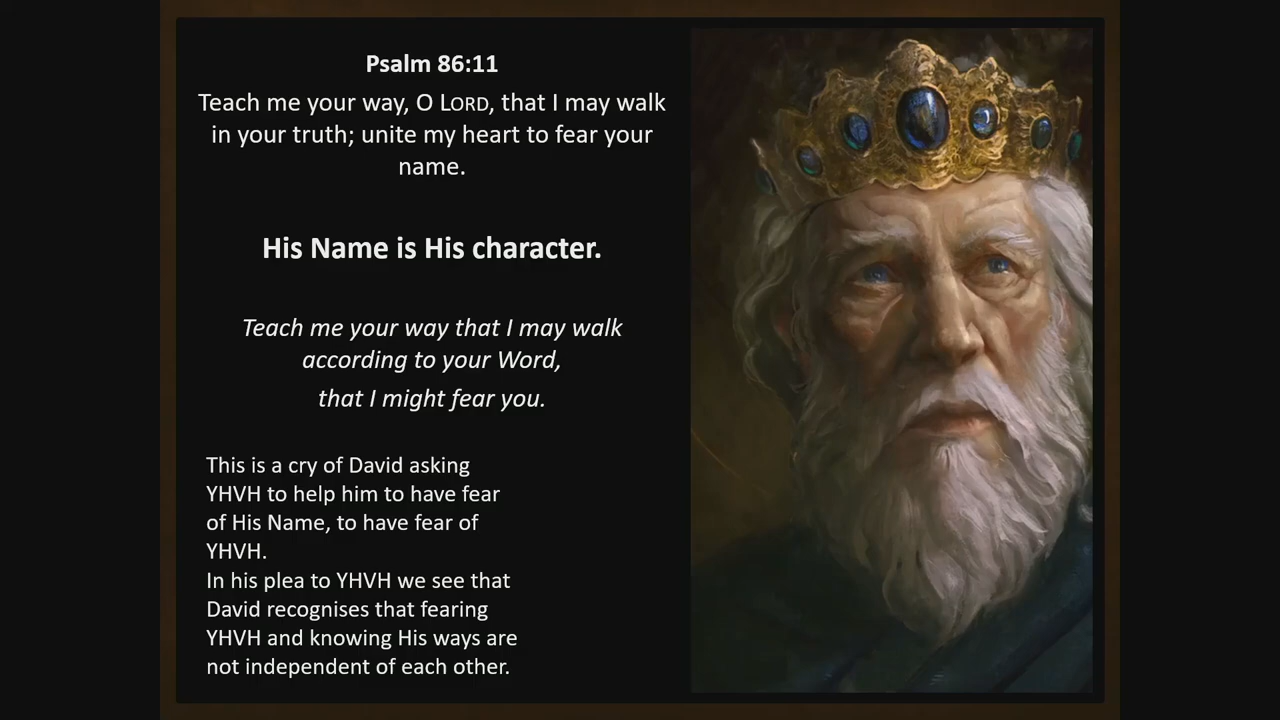 Psalm 86:11
Teach me your way, O LORD, that I may walk
in your truth; unite my heart to fear your
name.
His Name is His character.
Teach me your way that I may walk
according to your Word,
that I might fear you.
This is a cry of David asking
YHVH to help him to have fear
of His Name, to have fear of
YHVH.
In his plea to YHVH we see that
David recognises that fearing
YHVH and knowing His ways are
not independent of each other.